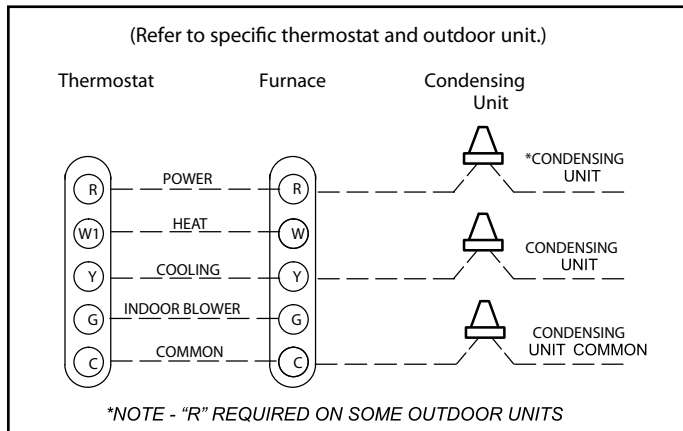 (Refer to specific thermostat and outdoor unit.)
Thermostat
Furnace
Condensing
Unit
R
POWER
R
*CONDENSING
UNIT
W1
HEAT
W
Y
COOLING
Y
CONDENSING
UNIT
G
INDOOR BLOWER
G
C
COMMON
C
CONDENSING
UNIT COMMON
*NOTE - “R” REQUIRED ON SOME OUTDOOR UNITS